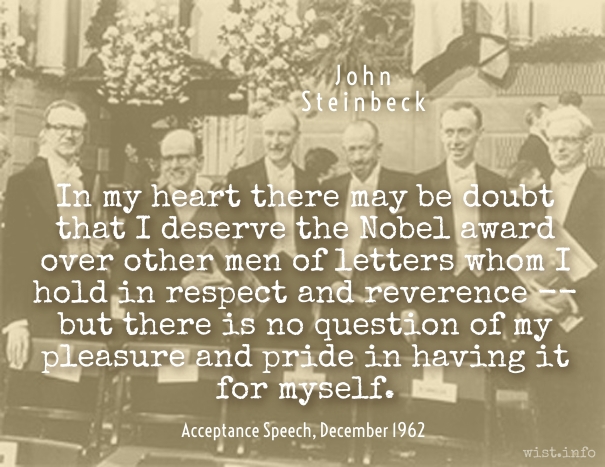 John
Steinbeck
In my heart there may be doubt
that I deserve the Nobel award
over other men of letters whom I
hold in respect and reverence --
but there is no question of my
pleasure and pride in having it
for myself.
Acceptance Speech, December 1962
wist.info